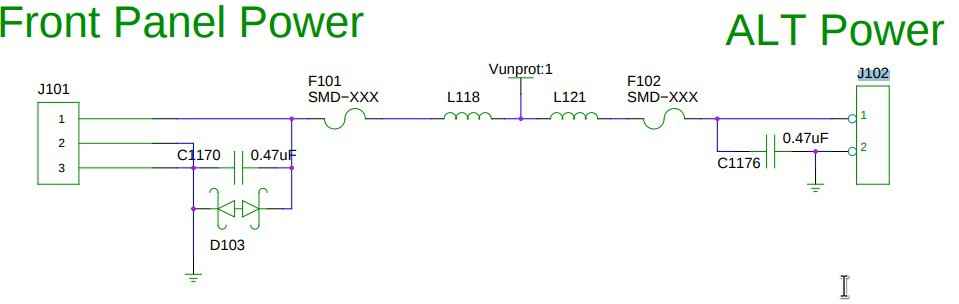 Front Panel Power
ALT Power
J101
1
2
3
C1170
0.47uF
D103
F101
SMD-XXX
L118
Vunprot:1
L121
F102
SMD-XXX
C1176
0.47uF
J102
1
2